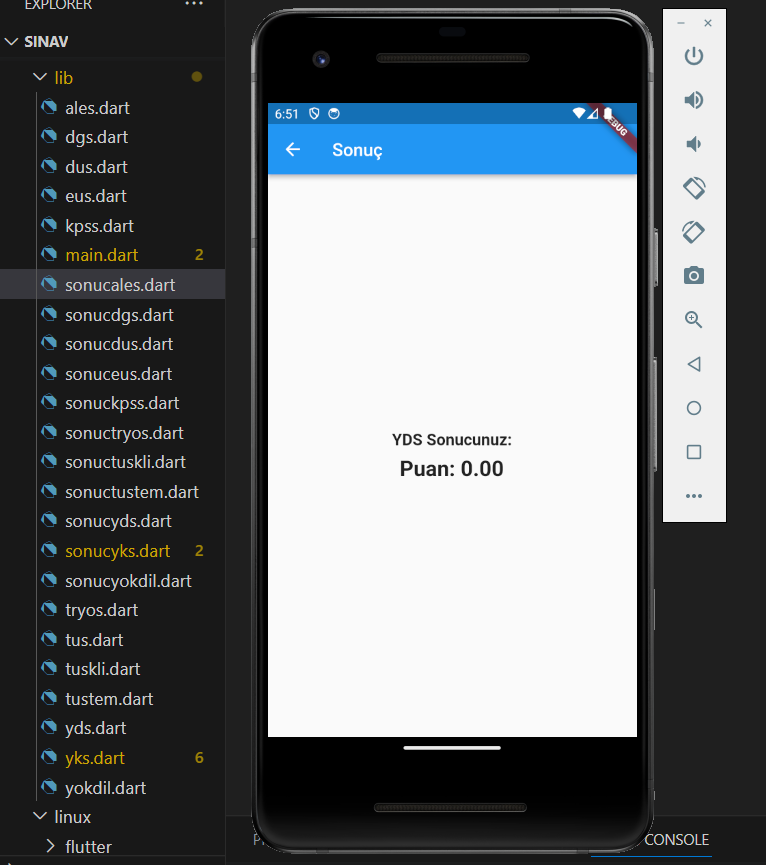 EXPLORER
SINAV
lib
ales.dart
dgs.dart
dus.dart
eus.dart
kpss.dart
main.dart 2
sonucales.dart
sonucdgs.dart
sonucdus.dart
sonuceus.dart
sonuckpss.dart
sonuctryos.dart
sonuctuskli.dart
sonuctustem.dart
sonucyds.dart
sonucyks.dart 2
sonucyokdil.dart
tryos.dart
tus.dart
tuskli.dart
tustem.dart
yds.dart
yks.dart 6
yokdil.dart
linux
flutter
6:51
Sonuç
YDS Sonucunuz:
Puan: 0.00
CONSOLE